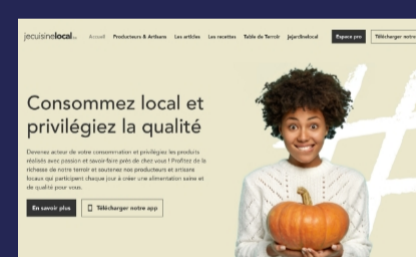 jecuisinelocal
Accueil Producteurs & Artisans Les articles Les recettes Table de Terroir jejardinelocal Espace pro Télécharger notre
Consommez local et
privilégiez la qualité
Devenez acteur de votre consommation et privilégiez les produits
réalisés avec passion et savoir-faire près de chez vous ! Profitez de la
richesse de notre terroir et soutenez nos producteurs et artisans
locaux qui participent chaque jour à créer une alimentation saine et
de qualité pour vous.
En savoir plus Télécharger notre app